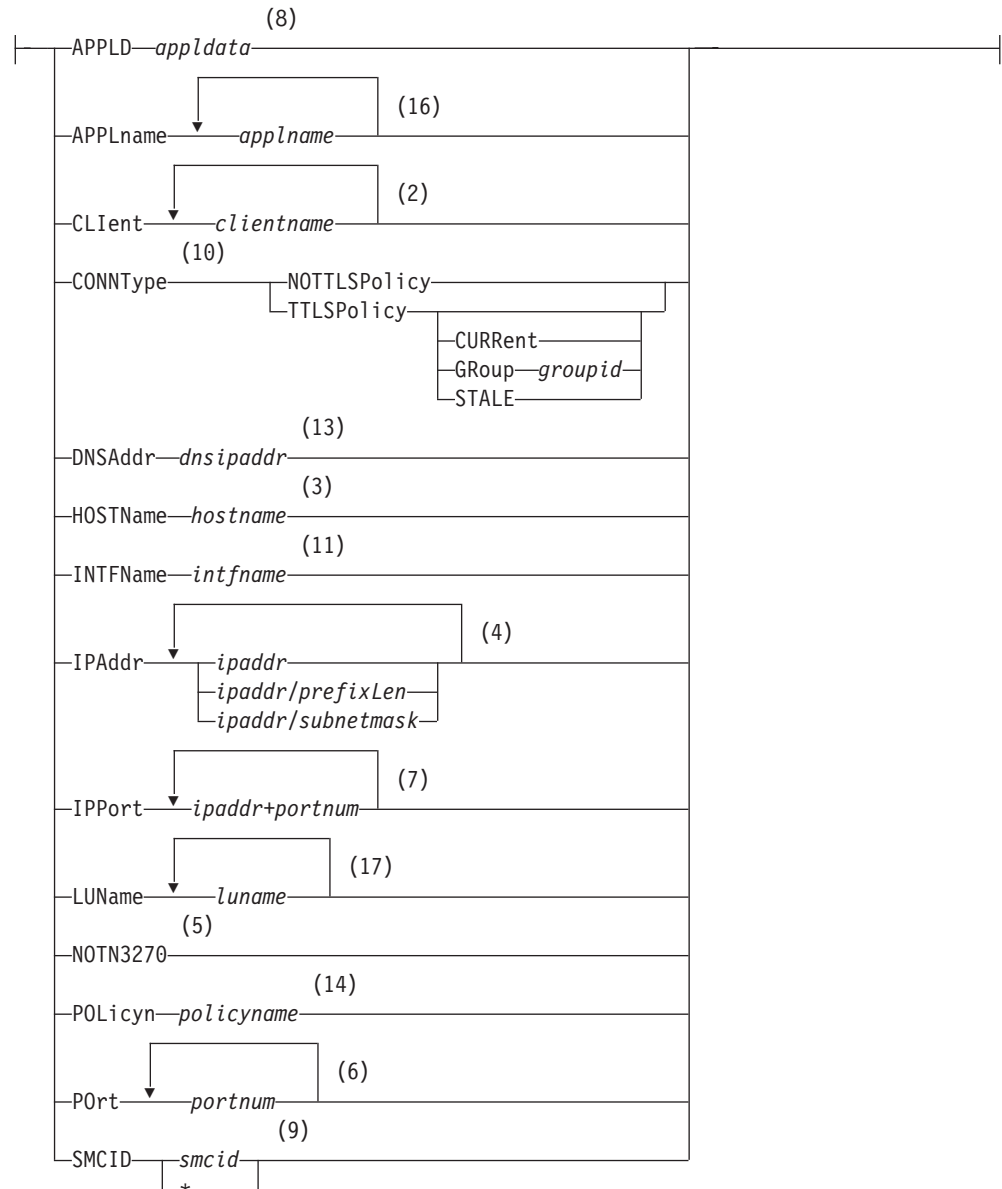 (8)
APPLD appldata
(16)
APPLname applname
(2)
CLIent clientname
(10)
CONNType NOTTLSPolicy
TTLSPolicy
CURRent
GRoup groupid
STALE
(13)
DNSAddr dnsipaddr
(3)
HOSTName hostname
(11)
INTFName intfname
(4)
IPAddr ipaddr
ipaddr/prefixLen
ipaddr/subnetmask
(7)
IPPort ipaddr+portnum
(17)
LUName luname
(5)
NOTN3270
(14)
POLicyn policyname
(6)
POrt portnum
(9)
SMCID smcid
*